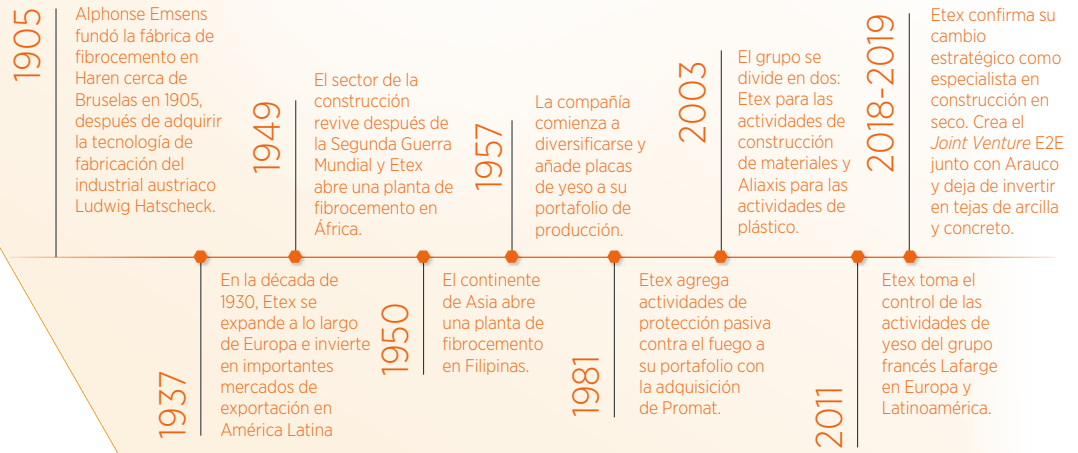 1905
Alphonse Emsens
fundó la fábrica de
fibrocemento en
Haren cerca de
Bruselas en 1905,
después de adquirir
la tecnología de
fabricación del
industrial austriaco
Ludwig Hatscheck.
1937
En la década de
1930, Etex se
expande a lo largo
de Europa e invierte
en importantes
mercados de
exportación en
América Latina
1949
El sector de la
construcción
revive después de
la Segunda Guerra
Mundial y Etex
abre una planta de
fibrocemento en
África.
1950
El continente
de Asia abre
una planta de
fibrocemento
en Filipinas.
1957
La compañía
comienza a
diversificarse y
añade placas
de yeso a su
portafolio de
producción.
1981
Etex agrega
actividades de
protección pasiva
contra el fuego a
su portafolio con
la adquisición
de Promat.
2003
El grupo se
divide en dos:
Etex para las
actividades de
construcción
de materiales y
Aliaxis para las
actividades de
plástico.
2011
Etex toma el
control de las
actividades de
yeso del grupo
francés Lafarge
en Europa y
Latinoamérica.
2018-2019
Etex confirma su
cambio
estratégico como
especialista en
construcción en
seco. Crea el
Joint Venture E2E
junto con Arauco
y deja de invertir
en tejas de arcilla
y concreto.